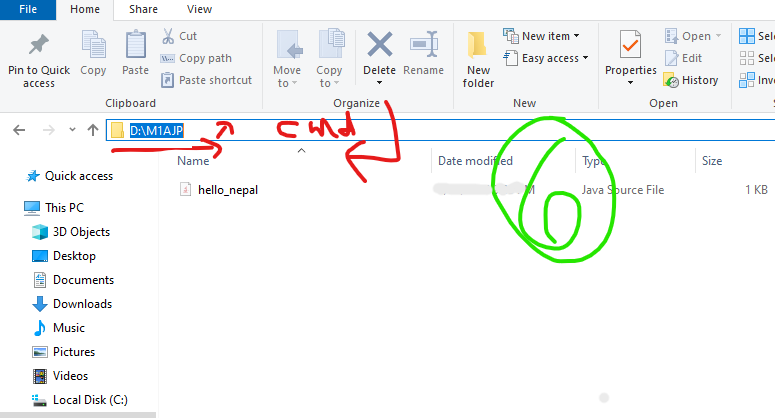 File Home Share View
Pin to Quick access
Copy
Paste
Cut
Copy path
Paste shortcut
Clipboard
Move to
Copy to
Delete
Rename
Organize
New folder
New item
Easy access
New
Properties
Open
Edit
History
Open
Sele
Sele
Inve
D:\M1AJP
cmd
Name Date modified Type Size
hello_nepal M Java Source File 1 KB
Quick access
This PC
3D Objects
Desktop
Documents
Downloads
Music
Pictures
Videos
Local Disk (C:)